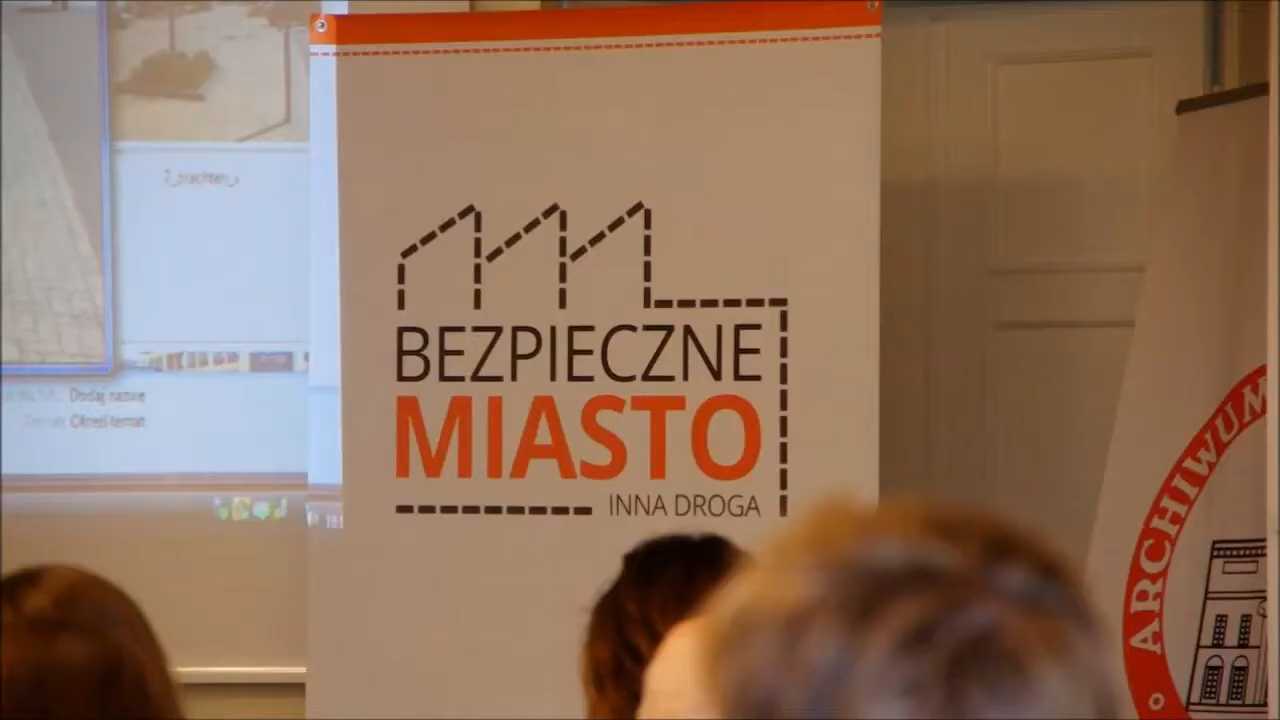 BEZPIECZNE
MIASTO
INNA DROGA
Dodaj nazwę
Określ temat
ARCHIWUM